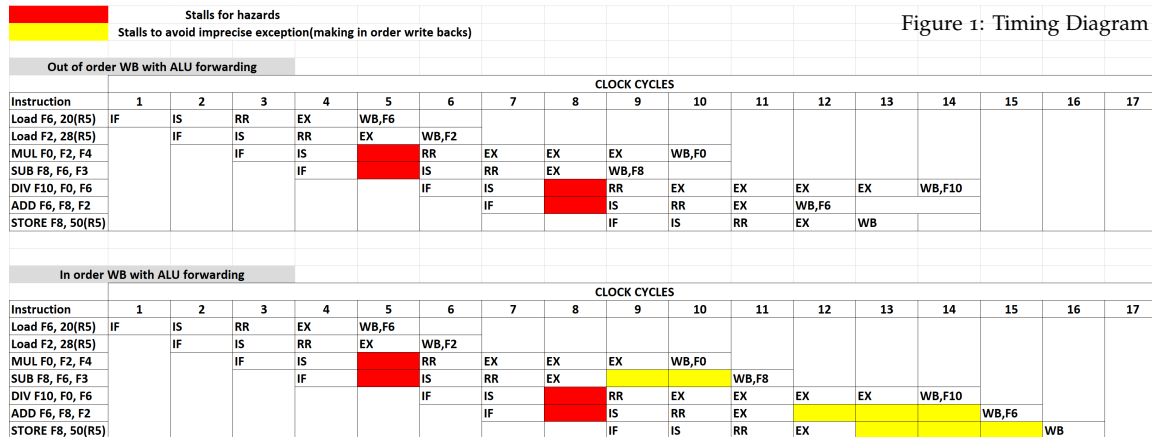 Stalls for hazards
Figure 1: Timing Diagram
Stalls to avoid imprecise exception(making in order write backs)
Out of order WB with ALU forwarding
CLOCK CYCLES
Instruction 1 2 3 4 5 6 7 8 9 10 11 12 13 14 15 16 17
Load F6, 20(R5) IF IS RR EX WB,F6
Load F2, 28(R5) IF IS RR EX WB,F2
MUL F0, F2, F4 IF IS RR EX EX EX WB,F0
SUB F8, F6, F3 IF IS RR EX WB,F8
DIV F10, F0, F6 IF IS RR EX EX EX EX WB,F10
ADD F6, F8, F2 IF IS RR EX WB,F6
STORE F8, 50(R5) IF IS RR EX WB
In order WB with ALU forwarding
CLOCK CYCLES
Instruction 1 2 3 4 5 6 7 8 9 10 11 12 13 14 15 16 17
Load F6, 20(R5) IF IS RR EX WB,F6
Load F2, 28(R5) IF IS RR EX WB,F2
MUL F0, F2, F4 IF IS RR EX EX EX WB,F0
SUB F8, F6, F3 IF IS RR EX WB,F8
DIV F10, F0, F6 IF IS RR EX EX EX EX WB,F10
ADD F6, F8, F2 IF IS RR EX WB,F6
STORE F8, 50(R5) IF IS RR EX WB